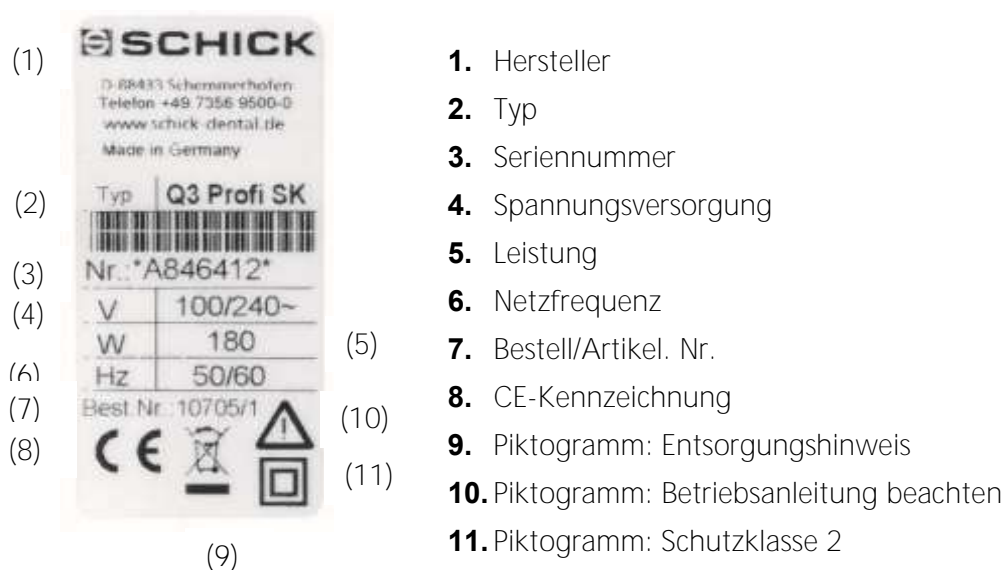 (1)
SCHICK
D-88433 Schemmerhofen
Telefon +49 7356 9500-0
www.schick-dental.de
Made in Germany
(2)
Typ Q3 Profi SK
(3)
Nr.:*A846412*
(4)
V 100/240~
W 180
(5)
(6)
Hz 50/60
(7)
Best.Nr.:10705/1
(8)
CE
(10)
(11)
(9)
1. Hersteller
2. Typ
3. Seriennummer
4. Spannungsversorgung
5. Leistung
6. Netzfrequenz
7. Bestell/Artikel. Nr.
8. CE-Kennzeichnung
9. Piktogramm: Entsorgungshinweis
10. Piktogramm: Betriebsanleitung beachten
11. Piktogramm: Schutzklasse 2